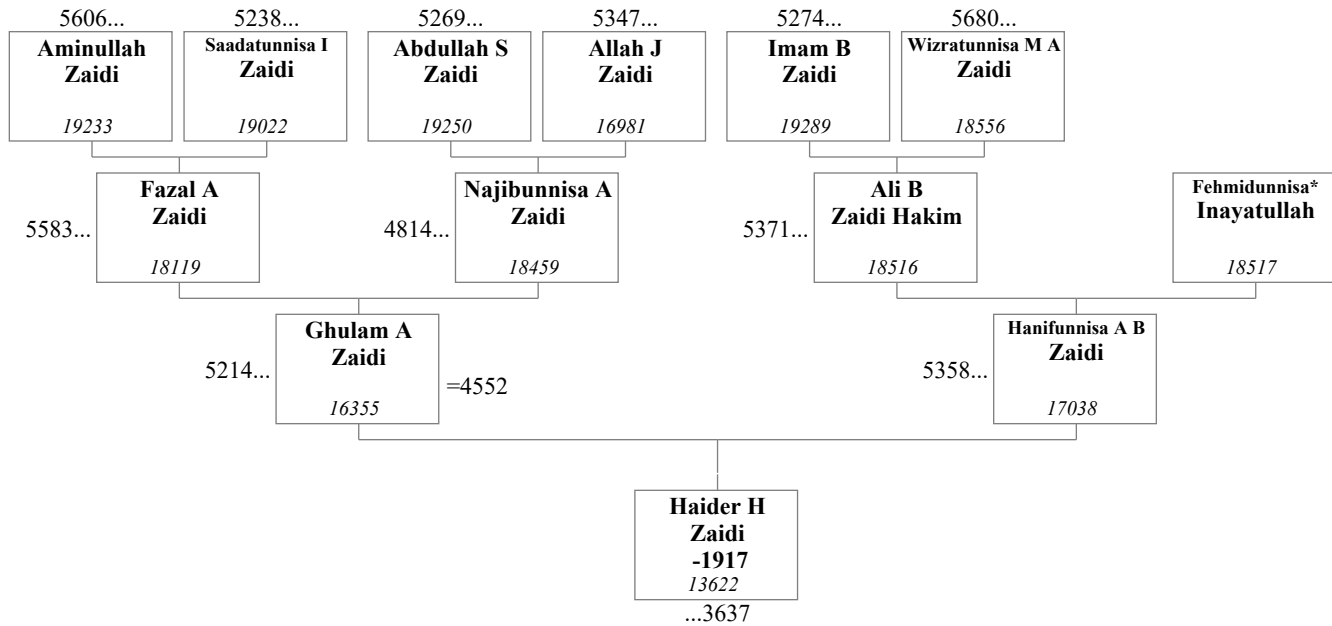 5606...
5238...
5269...
5347...
5274...
5680...
Aminullah
Zaidi
19233
Saadatunnisa I
Zaidi
19022
Abdullah S
Zaidi
19250
Allah J
Zaidi
16981
Imam B
Zaidi
19289
Wizratunnisa M A
Zaidi
18556
5583...
Fazal A
Zaidi
18119
4814...
Najibunnisa A
Zaidi
18459
5371...
Ali B
Zaidi Hakim
18516
Fehmidunnisa*
Inayatullah
18517
5214...
Ghulam A
Zaidi
16355
=4552
5358...
Hanifunnisa A B
Zaidi
17038
Haider H
Zaidi
-1917
13622
...3637